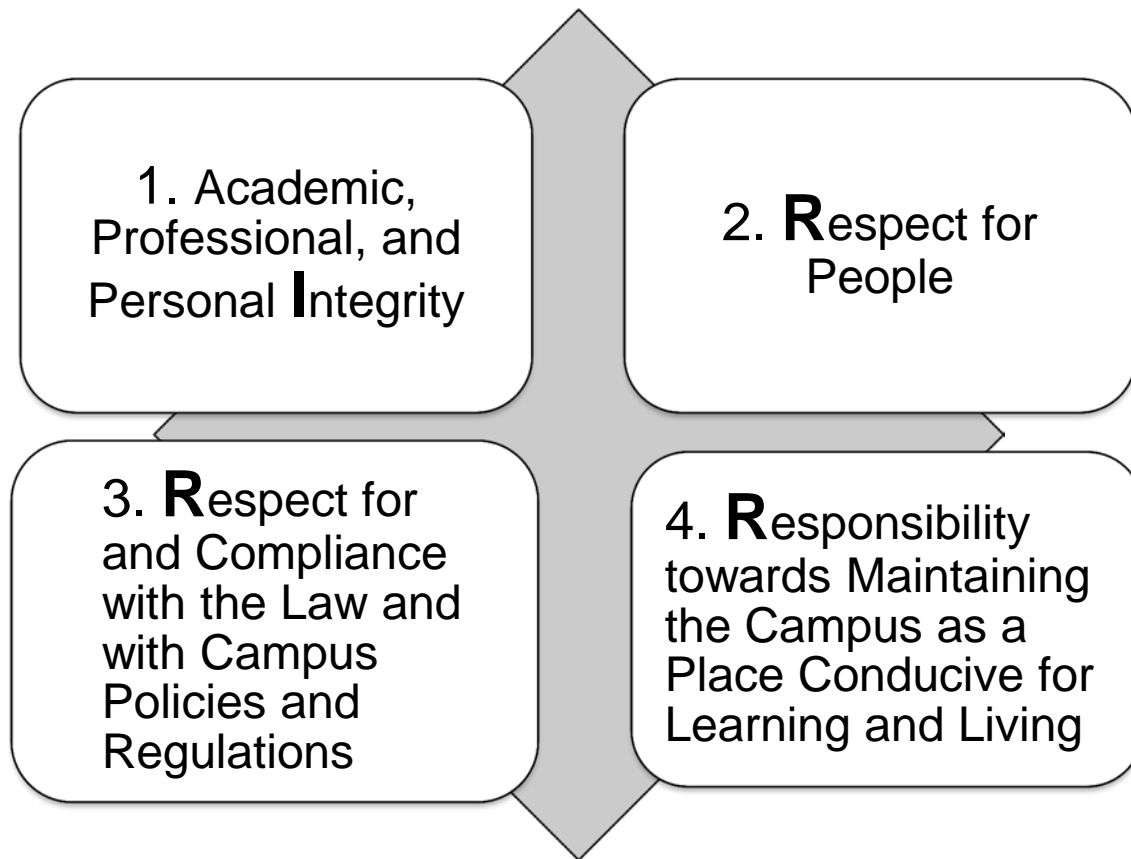 1. Academic,
Professional, and
Personal Integrity
2. Respect for
People
3. Respect for
and Compliance
with the Law and
with Campus
Policies and
Regulations
4. Responsibility
towards Maintaining
the Campus as a
Place Conducive for
Learning and Living